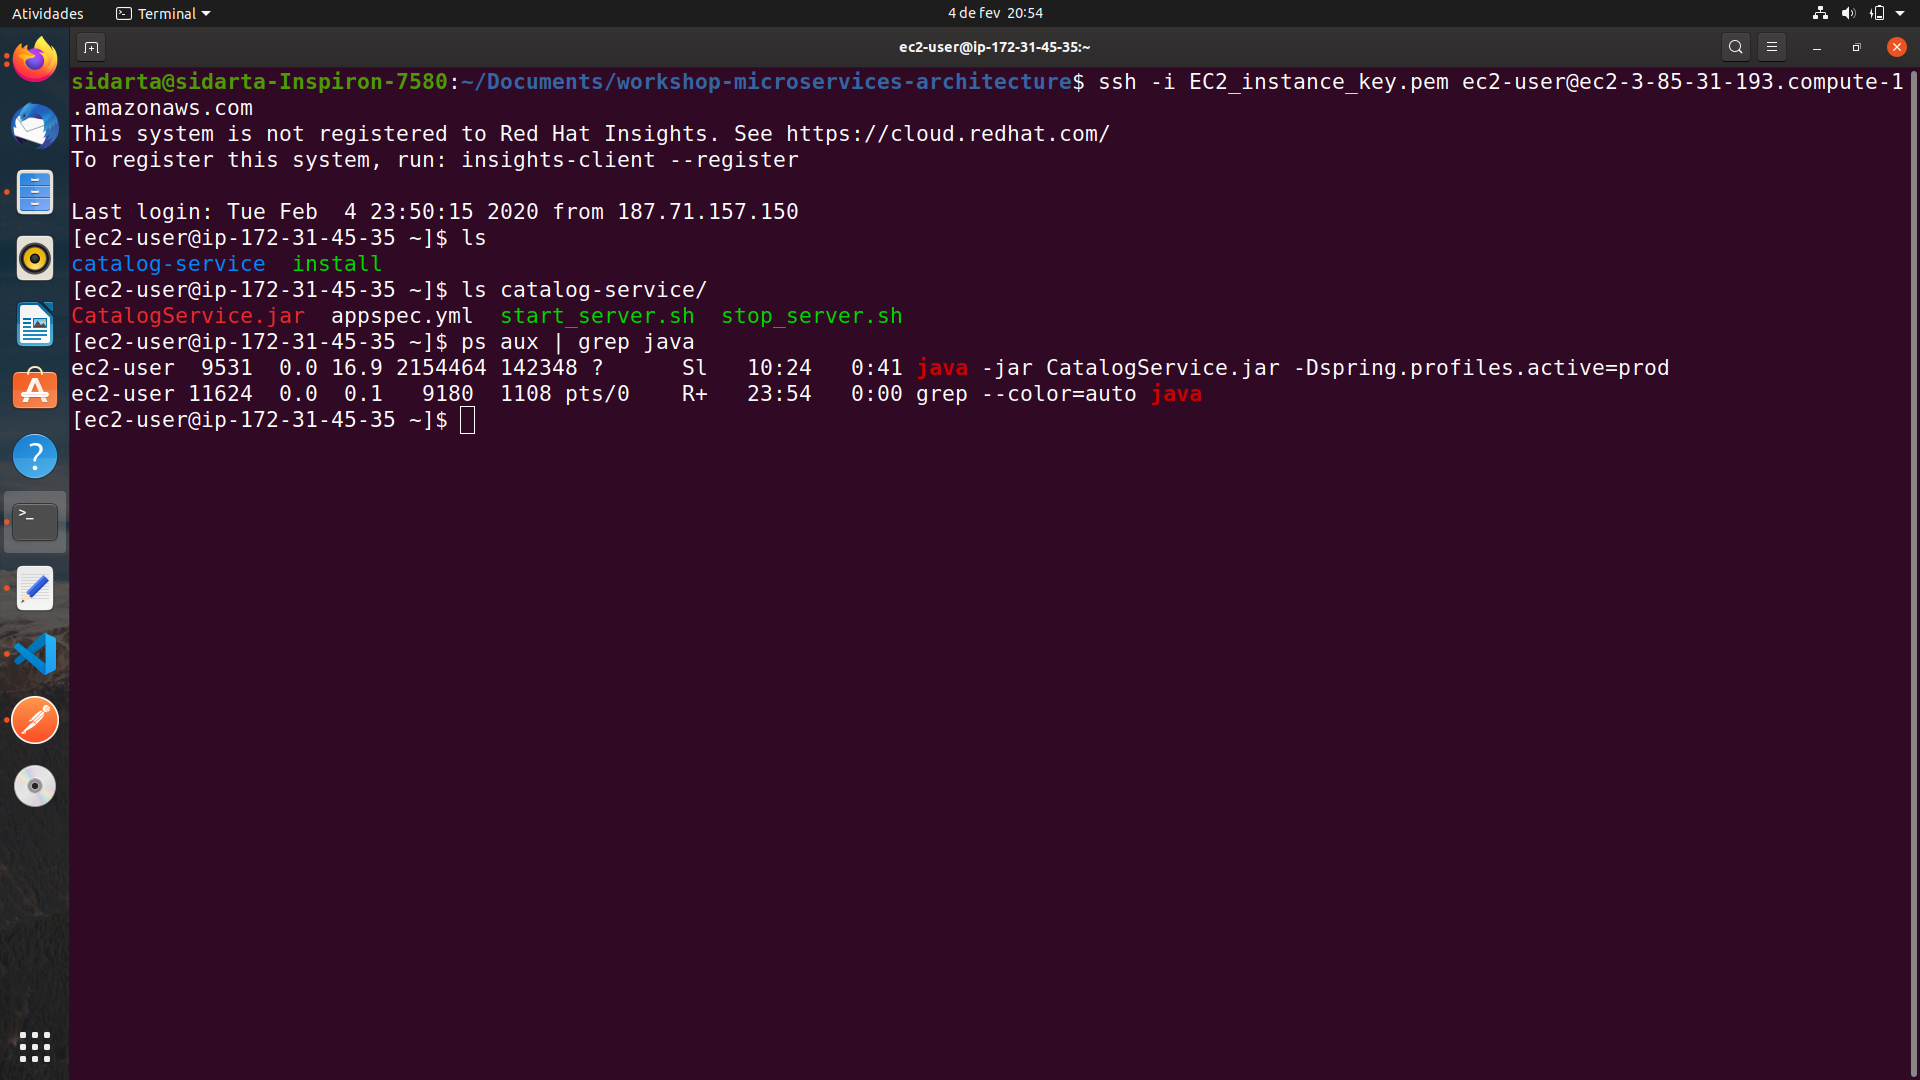 Atividades Terminal 4 de fev 20:54
ec2-user@ip-172-31-45-35:~
sidarta@sidarta-Inspiron-7580:~/Documents/workshop-microservices-architecture$ ssh -i EC2_instance_key.pem ec2-user@ec2-3-85-31-193.compute-1
.amazonaws.com
This system is not registered to Red Hat Insights. See https://cloud.redhat.com/
To register this system, run: insights-client --register
Last login: Tue Feb  4 23:50:15 2020 from 187.71.157.150
[ec2-user@ip-172-31-45-35 ~]$ ls
catalog-service  install
[ec2-user@ip-172-31-45-35 ~]$ ls catalog-service/
CatalogService.jar  appspec.yml  start_server.sh  stop_server.sh
[ec2-user@ip-172-31-45-35 ~]$ ps aux | grep java
ec2-user  9531  0.0 16.9 2154464 142348 ?      Sl   10:24   0:41 java -jar CatalogService.jar -Dspring.profiles.active=prod
ec2-user 11624  0.0  0.1   9180  1108 pts/0    R+   23:54   0:00 grep --color=auto java
[ec2-user@ip-172-31-45-35 ~]$